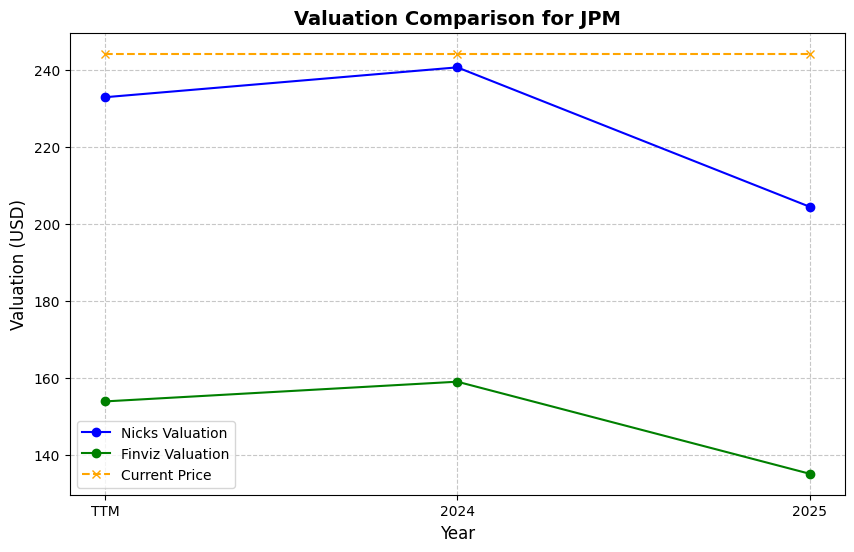 Valuation Comparison for JPM
Valuation (USD)
240
220
200
180
160
140
Nicks Valuation
Finviz Valuation
Current Price
TTM 2024 2025
Year